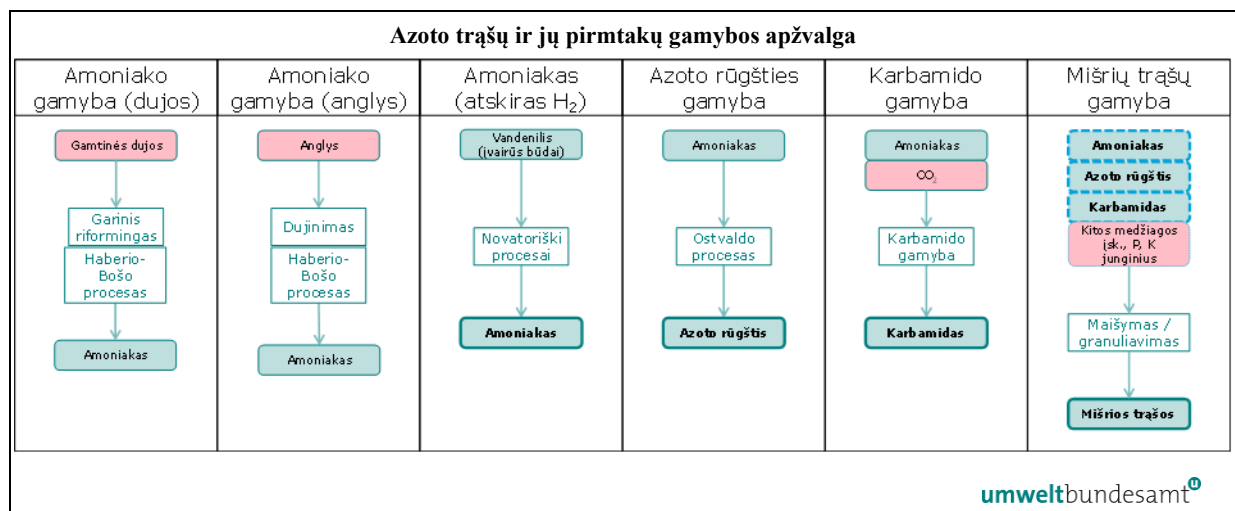 Azoto trąšų ir jų pirmtakų gamybos apžvalga
Amoniako
gamyba (dujos)
Gamtinės dujos
Garinis
riformingas
Haberio-
Bošo
procesas
Amoniakas
Amoniako
gamyba (anglys)
Anglys
Dujinimas
Haberio-
Bošo
procesas
Amoniakas
Amoniakas
(atskiras H₂)
Vandenilis
(įvairūs būdai)
Novatoriški
procesai
Amoniakas
Azoto rūgšties
gamyba
Amoniakas
Ostvaldo
procesas
Azoto rūgštis
Karbamido
gamyba
Amoniakas
CO₂
Karbamido
gamyba
Karbamidas
Mišrių trąšų
gamyba
Amoniakas
Azoto rūgštis
Karbamidas
Kitos medžiagos
įsk., P, K
junginius
Maišymas /
granuliavimas
Mišrios trąšos
umweltbundesamt